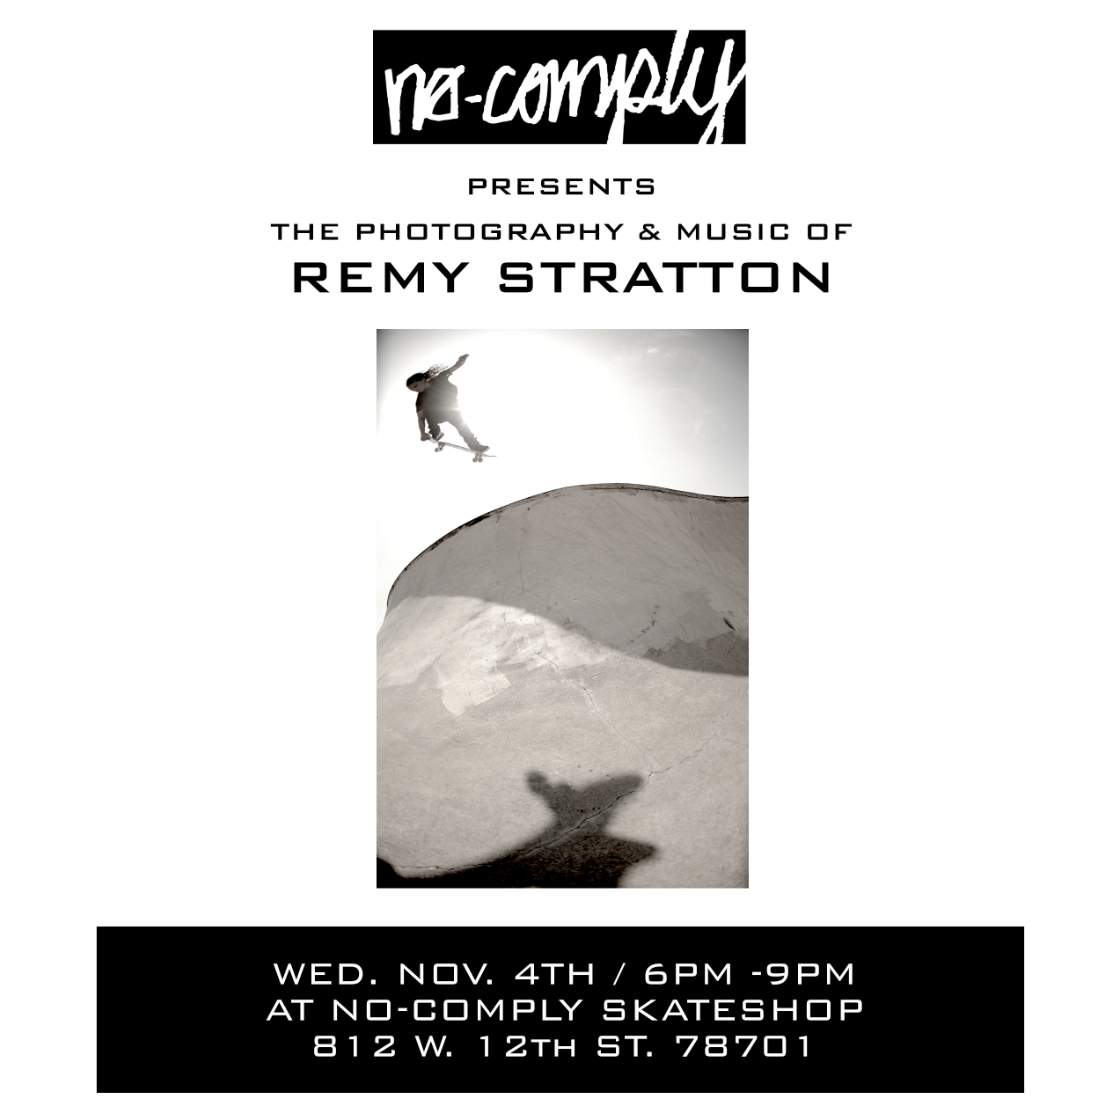 no-comply
PRESENTS
THE PHOTOGRAPHY & MUSIC OF
REMY STRATTON
WED. NOV. 4TH / 6PM -9PM
AT NO-COMPLY SKATESHOP
812 W. 12TH ST. 78701